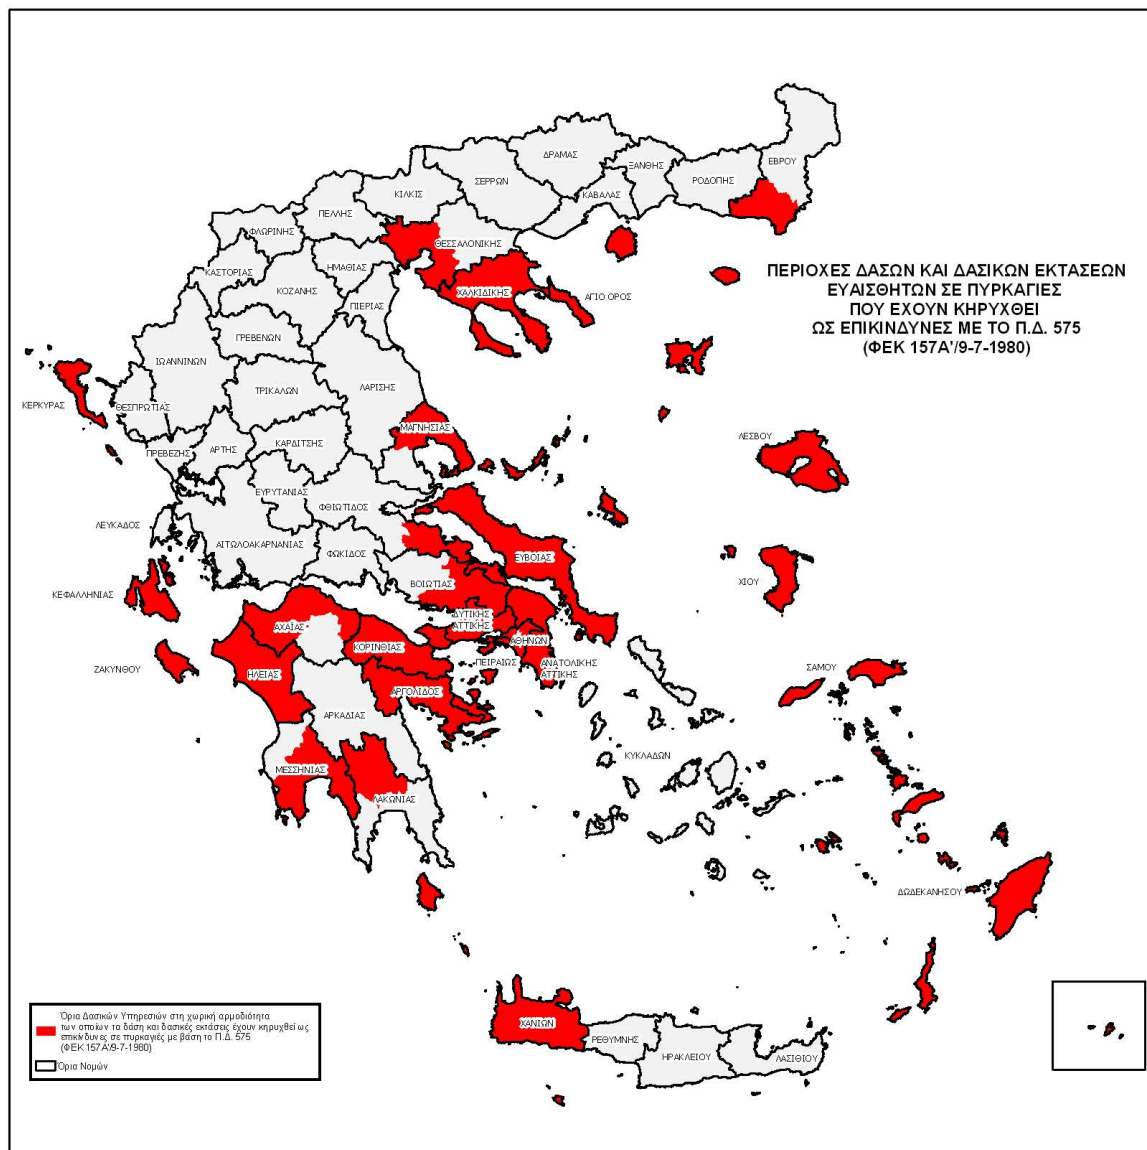 ΠΕΡΙΟΧΕΣ ΔΑΣΩΝ ΚΑΙ ΔΑΣΙΚΩΝ ΕΚΤΑΣΕΩΝ
ΕΥΑΙΣΘΗΤΩΝ ΣΕ ΠΥΡΚΑΓΙΕΣ
ΠΟΥ ΕΧΟΥΝ ΚΗΡΥΧΘΕΙ
ΩΣ ΕΠΙΚΙΝΔΥΝΕΣ ΜΕ ΤΟ Π.Δ. 575
(ΦΕΚ 157Α'/9-7-1980)
ΔΡΑΜΑΣ
ΞΑΝΘΗΣ
ΕΒΡΟΥ
ΡΟΔΟΠΗΣ
ΣΕΡΡΩΝ
ΚΙΛΚΙΣ
ΚΑΒΑΛΑΣ
ΠΕΛΛΗΣ
ΦΛΩΡΙΝΗΣ
ΘΕΣΣΑΛΟΝΙΚΗΣ
ΚΑΣΤΟΡΙΑΣ
ΗΜΑΘΙΑΣ
ΚΟΖΑΝΗΣ
ΧΑΛΚΙΔΙΚΗΣ
ΑΓΙΟ ΟΡΟΣ
ΠΙΕΡΙΑΣ
ΓΡΕΒΕΝΩΝ
ΙΩΑΝΝΙΝΩΝ
ΤΡΙΚΑΛΩΝ
ΛΑΡΙΣΗΣ
ΚΕΡΚΥΡΑΣ
ΘΕΣΠΡΩΤΙΑΣ
ΜΑΓΝΗΣΙΑΣ
ΛΕΣΒΟΥ
ΠΡΕΒΕΖΗΣ
ΑΡΤΗΣ
ΚΑΡΔΙΤΣΗΣ
ΕΥΡΥΤΑΝΙΑΣ
ΦΘΙΩΤΙΔΟΣ
ΛΕΥΚΑΔΟΣ
ΑΙΤΩΛΟΑΚΑΡΝΑΝΙΑΣ
ΦΩΚΙΔΟΣ
ΕΥΒΟΙΑΣ
ΒΟΙΩΤΙΑΣ
ΧΙΟΥ
ΚΕΦΑΛΛΗΝΙΑΣ
ΑΧΑΪΑΣ
ΔΥΤΙΚΗΣ
ΑΤΤΙΚΗΣ
ΑΘΗΝΩΝ
ΚΟΡΙΝΘΙΑΣ
ΠΕΙΡΑΙΩΣ
ΑΝΑΤΟΛΙΚΗΣ
ΑΤΤΙΚΗΣ
ΖΑΚΥΝΘΟΥ
ΗΛΕΙΑΣ
ΣΑΜΟΥ
ΑΡΓΟΛΙΔΟΣ
ΑΡΚΑΔΙΑΣ
ΚΥΚΛΑΔΩΝ
ΜΕΣΣΗΝΙΑΣ
ΛΑΚΩΝΙΑΣ
ΔΩΔΕΚΑΝΗΣΟΥ
ΧΑΝΙΩΝ
ΡΕΘΥΜΝΗΣ
ΗΡΑΚΛΕΙΟΥ
ΛΑΣΙΘΙΟΥ
Όρια Δασικών Υπηρεσιών στη χωρική αρμοδιότητα
των οποίων τα δάση και δασικές εκτάσεις έχουν κηρυχθεί ως
επικίνδυνες σε πυρκαγιές με βάση το Π.Δ. 575
(ΦΕΚ 157Α'/9-7-1980)
Όρια Νομών